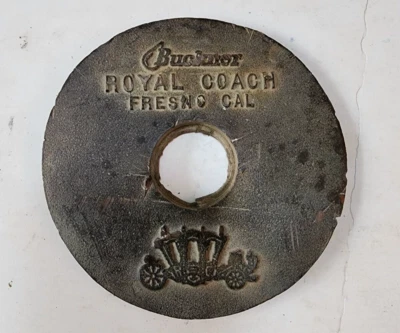 Buckner
ROYAL COACH
FRESNO CAL